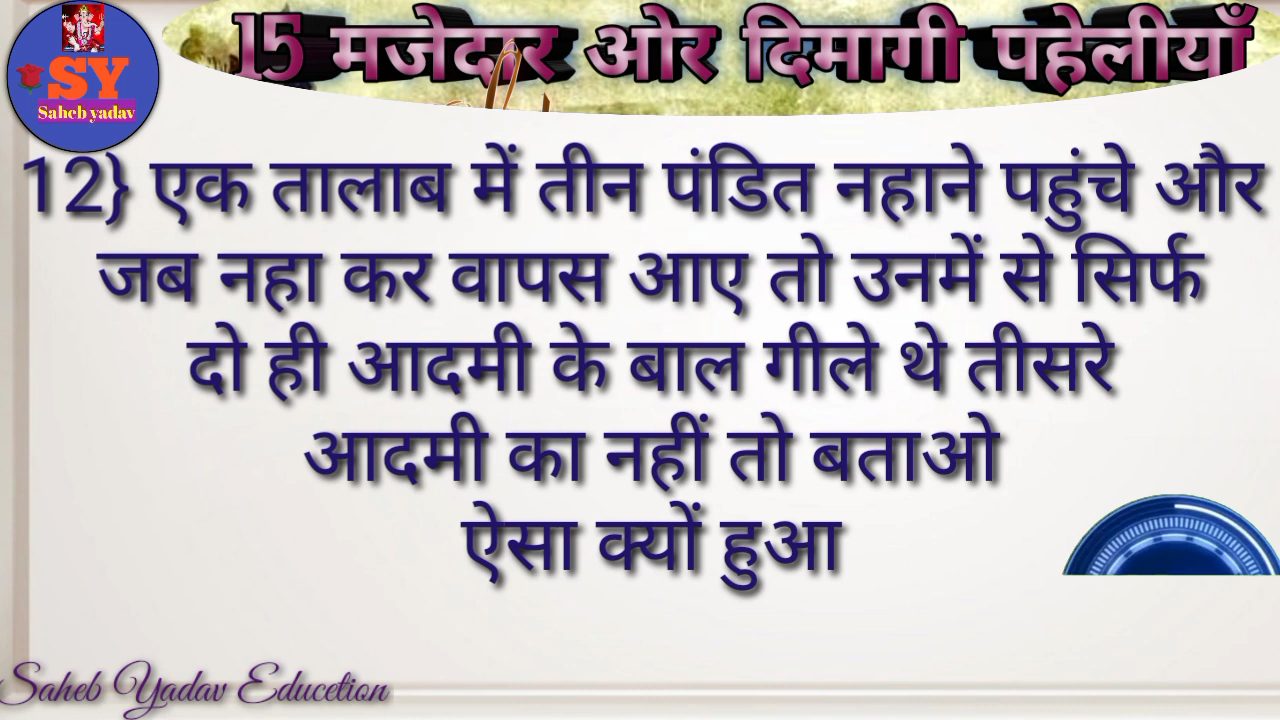 SY
Saheb yadav
15 मजेदार ओर दिमागी पहेलीयाँ
12} एक तालाब में तीन पंडित नहाने पहुंचे और
जब नहा कर वापस आए तो उनमें से सिर्फ
दो ही आदमी के बाल गीले थे तीसरे
आदमी का नहीं तो बताओ
ऐसा क्यों हुआ
Saheb Yadav Educetion